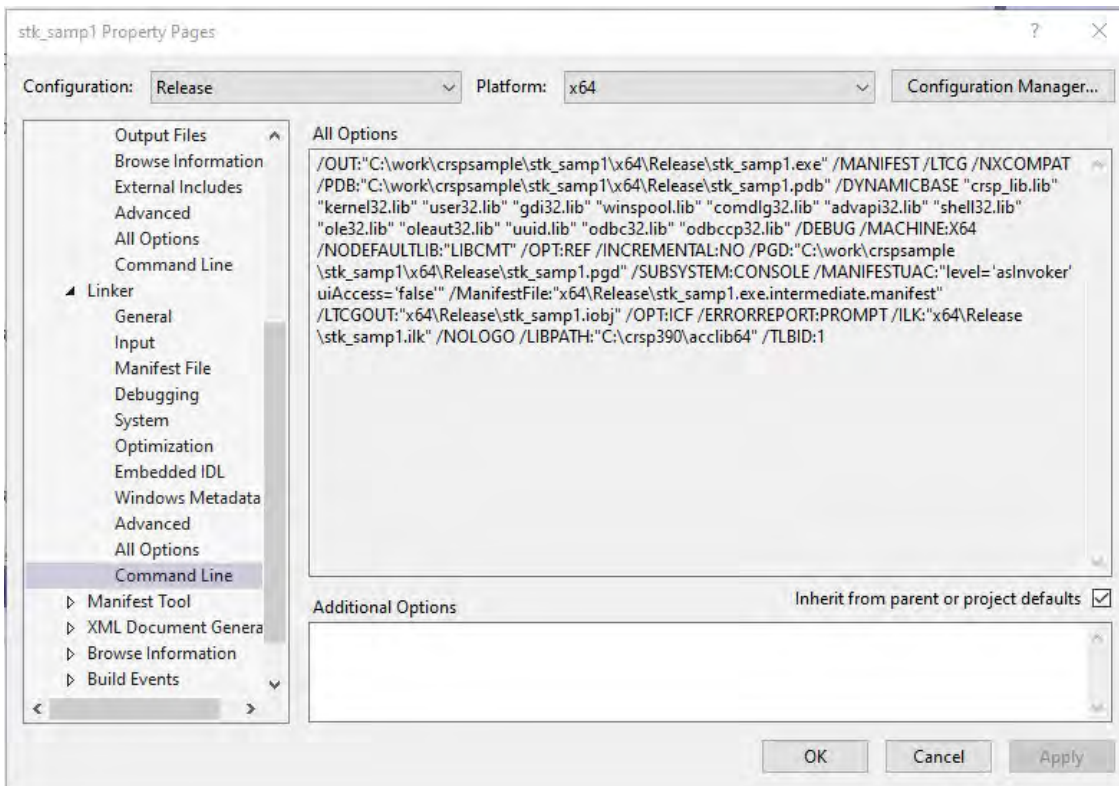 stk_samp1 Property Pages
?
Configuration: Release Platform: x64 Configuration Manager...
Output Files
Browse Information
External Includes
Advanced
All Options
Command Line
Linker
General
Input
Manifest File
Debugging
System
Optimization
Embedded IDL
Windows Metadata
Advanced
All Options
Command Line
Manifest Tool
XML Document Genera
Browse Information
Build Events
All Options
/OUT:"C:\work\crspsample\stk_samp1\x64\Release\stk_samp1.exe" /MANIFEST /LTCG /NXCOMPAT
/PDB:"C:\work\crspsample\stk_samp1\x64\Release\stk_samp1.pdb" /DYNAMICBASE "crsp_lib.lib"
"kernel32.lib" "user32.lib" "gdi32.lib" "winspool.lib" "comdlg32.lib" "advapi32.lib" "shell32.lib"
"ole32.lib" "oleaut32.lib" "uuid.lib" "odbc32.lib" "odbccp32.lib" /DEBUG /MACHINE:X64
/NODEFAULTLIB:"LIBCMT" /OPT:REF /INCREMENTAL:NO /PGD:"C:\work\crspsample
\stk_samp1\x64\Release\stk_samp1.pgd" /SUBSYSTEM:CONSOLE /MANIFESTUAC:"level='asInvoker'
uiAccess='false'" /ManifestFile:"x64\Release\stk_samp1.exe.intermediate.manifest"
/LTCGOUT:"x64\Release\stk_samp1.iobj" /OPT:ICF /ERRORREPORT:PROMPT /ILK:"x64\Release
\stk_samp1.ilk" /NOLOGO /LIBPATH:"C:\crsp390\acclib64" /TLBID:1
Inherit from parent or project defaults
Additional Options
OK Cancel Apply